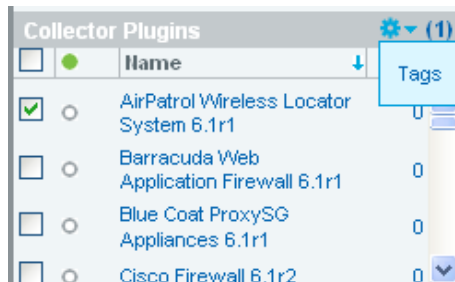 Collector Plugins (1)
Name
Tags
AirPatrol Wireless Locator
System 6.1r1
0
Barracuda Web
Application Firewall 6.1r1
0
Blue Coat ProxySG
Appliances 6.1r1
0
Cisco Firewall 6.1r2
0